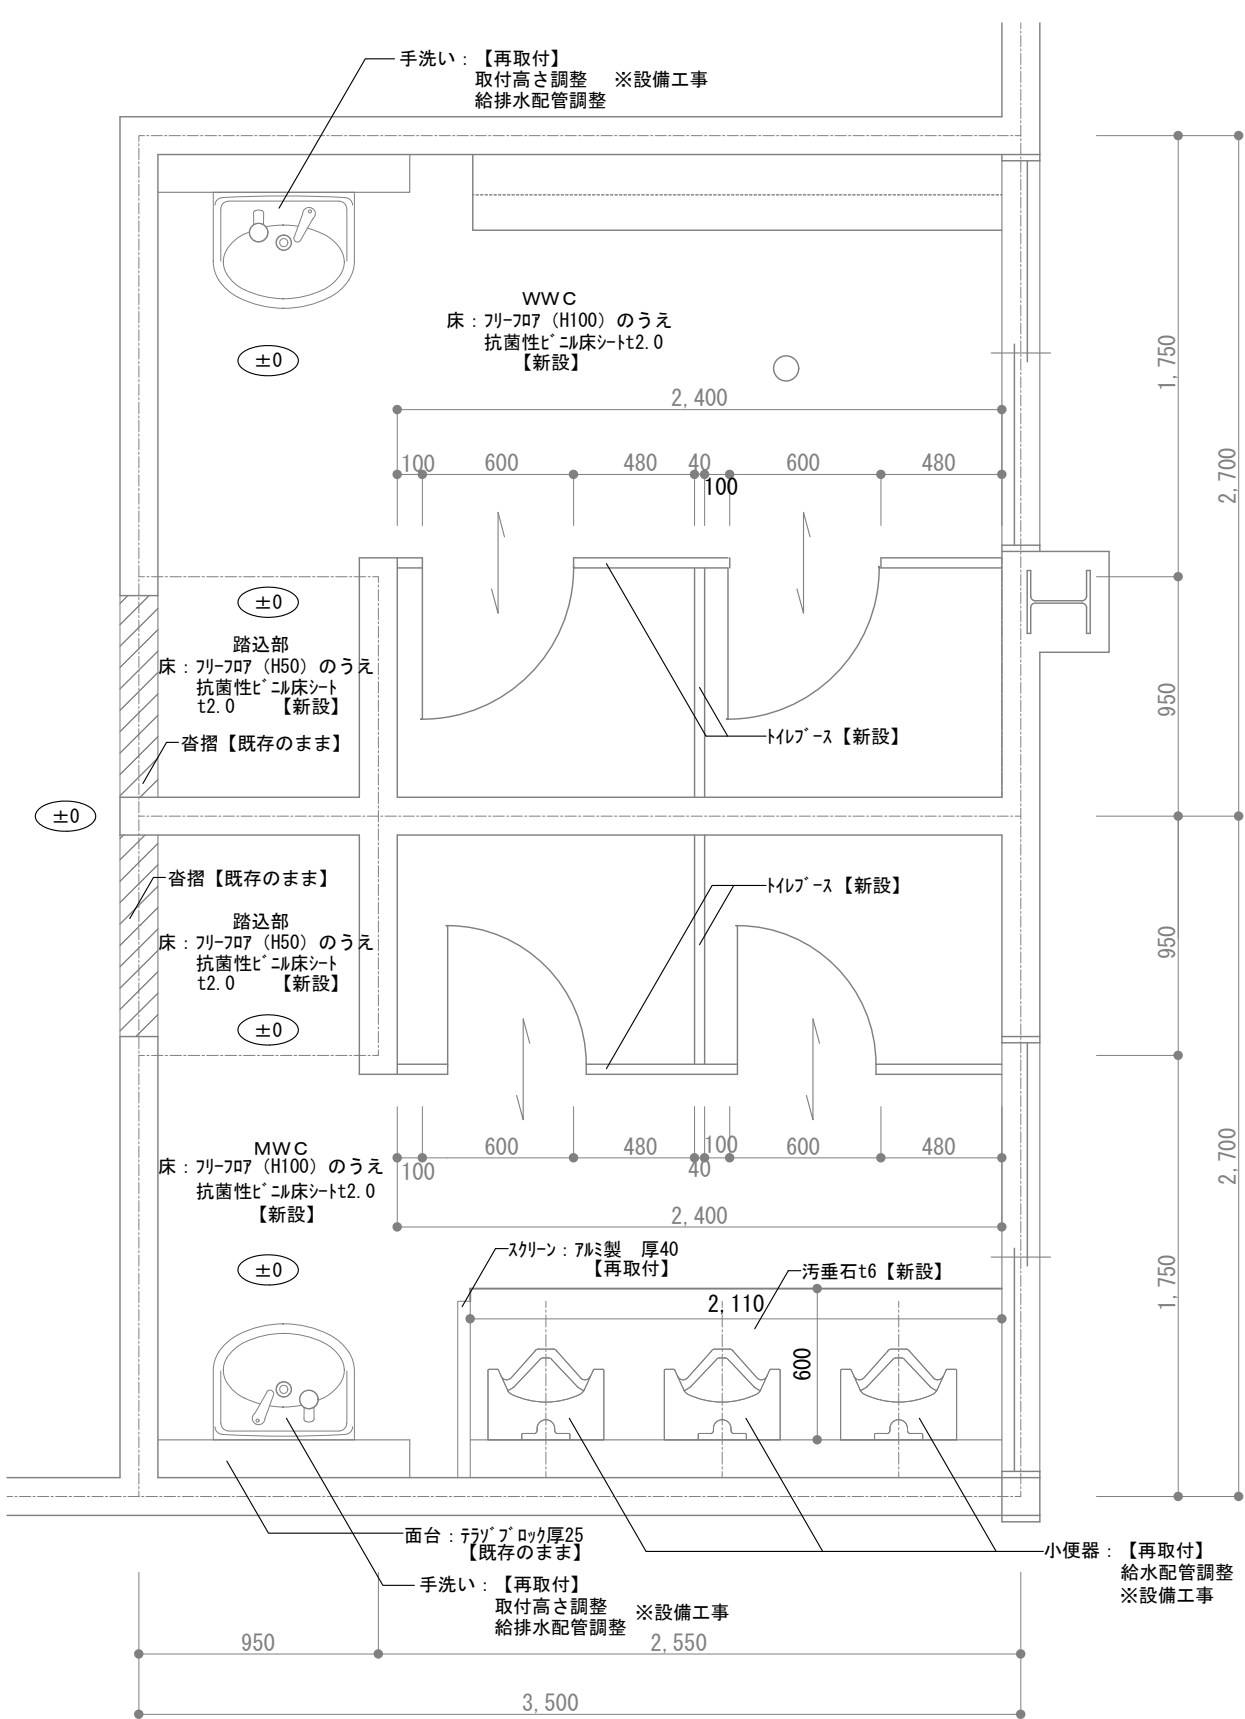 手洗い：【再取付】
取付高さ調整　※設備工事
給排水配管調整
WWC
床：ﾌﾘｰﾌﾛｱ（H100）のうえ
抗菌性ﾋﾞﾆﾙ床ｼｰﾄt2.0
【新設】
±0
2,400
100 600 480 40 600 480
100
1,750
2,700
±0
踏込部
床：ﾌﾘｰﾌﾛｱ（H50）のうえ
抗菌性ﾋﾞﾆﾙ床ｼｰﾄ
t2.0　【新設】
沓摺【既存のまま】
ﾄｲﾚﾌﾞｰｽ【新設】
950
±0
沓摺【既存のまま】
ﾄｲﾚﾌﾞｰｽ【新設】
踏込部
床：ﾌﾘｰﾌﾛｱ（H50）のうえ
抗菌性ﾋﾞﾆﾙ床ｼｰﾄ
t2.0　【新設】
950
±0
MWC
床：ﾌﾘｰﾌﾛｱ（H100）のうえ
抗菌性ﾋﾞﾆﾙ床ｼｰﾄt2.0
【新設】
600 480 100 600 480
100 40
2,400
2,700
±0
ｽｸﾘｰﾝ：ｱﾙﾐ製　厚40
【再取付】
汚垂石t6【新設】
1,750
2,110
600
面台：ﾃﾗｿﾞﾌﾞﾛｯｸ厚25
【既存のまま】
小便器：【再取付】
給水配管調整
※設備工事
手洗い：【再取付】
取付高さ調整　※設備工事
給排水配管調整
950 2,550
3,500